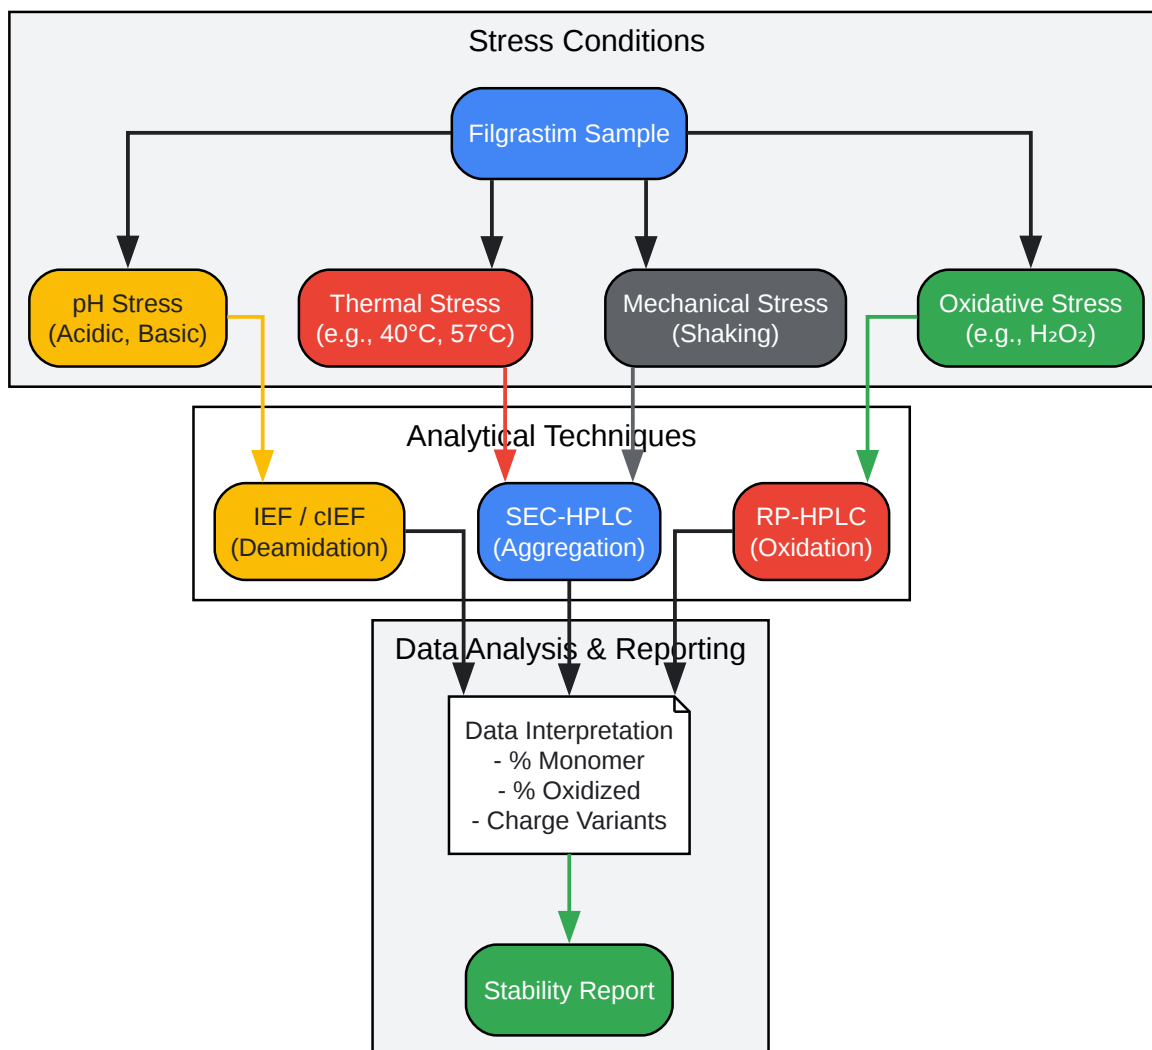 Stress Conditions
Filgrastim Sample
pH Stress
(Acidic, Basic)
Thermal Stress
(e.g., 40°C, 57°C)
Mechanical Stress
(Shaking)
Oxidative Stress
(e.g., H₂O₂)
Analytical Techniques
IEF / cIEF
(Deamidation)
SEC-HPLC
(Aggregation)
RP-HPLC
(Oxidation)
Data Analysis & Reporting
Data Interpretation
- % Monomer
- % Oxidized
- Charge Variants
Stability Report